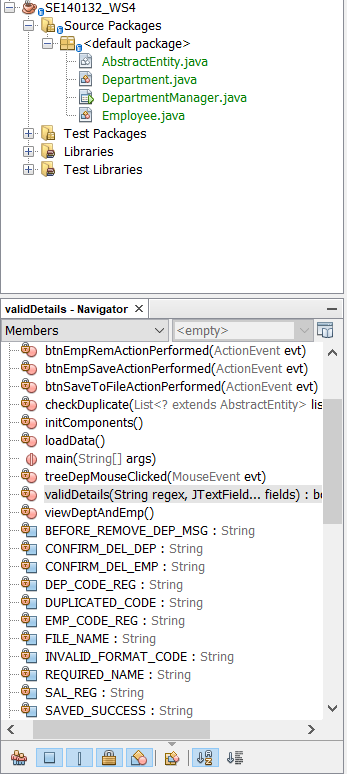 SE140132_WS4
Source Packages
<default package>
AbstractEntity.java
Department.java
DepartmentManager.java
Employee.java
Test Packages
Libraries
Test Libraries
validDetails - Navigator
Members
<empty>
btnEmpRemActionPerformed(ActionEvent evt)
btnEmpSaveActionPerformed(ActionEvent evt)
btnSaveToFileActionPerformed(ActionEvent evt)
checkDuplicate(List<? extends AbstractEntity> lis
initComponents()
loadData()
main(String[] args)
treeDepMouseClicked(MouseEvent evt)
validDetails(String regex, JTextField... fields) : bo
viewDeptAndEmp()
BEFORE_REMOVE_DEP_MSG : String
CONFIRM_DEL_DEP : String
CONFIRM_DEL_EMP : String
DEP_CODE_REG : String
DUPLICATED_CODE : String
EMP_CODE_REG : String
FILE_NAME : String
INVALID_FORMAT_CODE : String
REQUIRED_NAME : String
SAL_REG : String
SAVED_SUCCESS : String